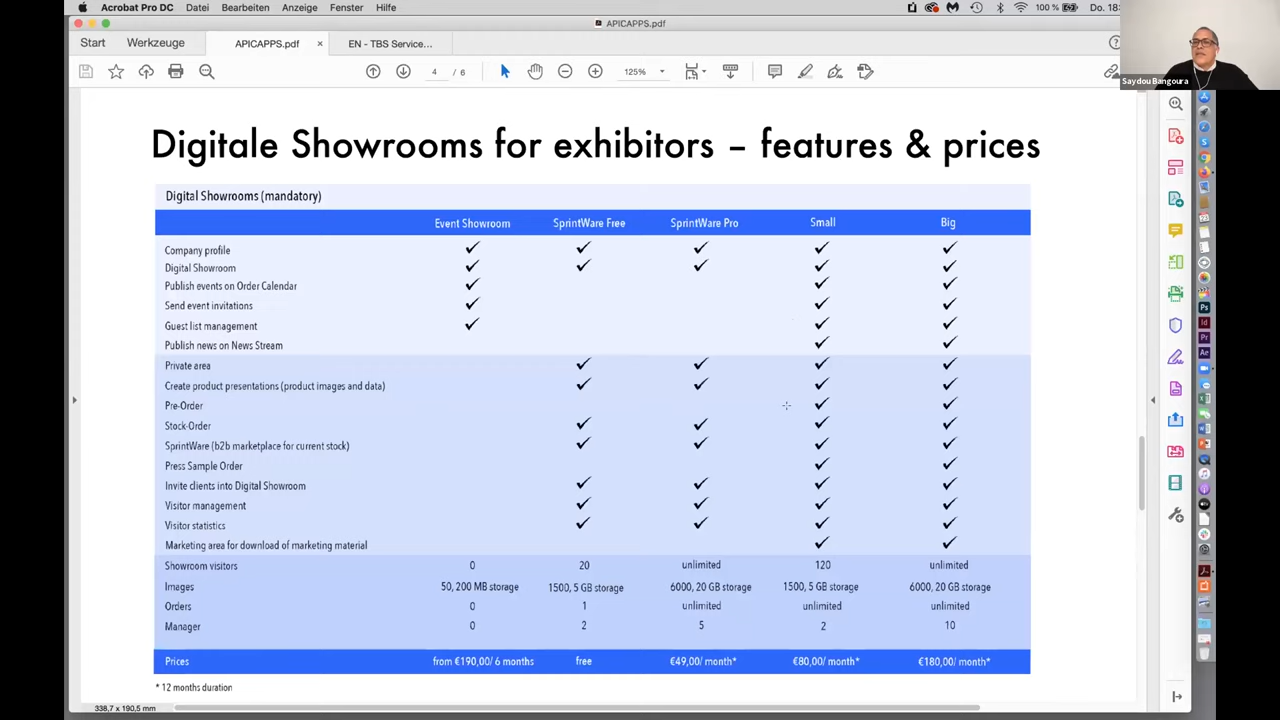 Acrobat Pro DC Datei Bearbeiten Anzeige Fenster Hilfe 100 % Do. 18:
APICAPPS.pdf
Start Werkzeuge APICAPPS.pdf × EN - TBS Service...
4 / 6 125%
Saydou Bangoura
Digitale Showrooms for exhibitors – features & prices
Digital Showrooms (mandatory)
Event Showroom SprintWare Free SprintWare Pro Small Big
Company profile
Digital Showroom
Publish events on Order Calendar
Send event invitations
Guest list management
Publish news on News Stream
Private area
Create product presentations (product images and data)
Pre-Order
Stock-Order
SprintWare (b2b marketplace for current stock)
Press Sample Order
Invite clients into Digital Showroom
Visitor management
Visitor statistics
Marketing area for download of marketing material
Showroom visitors 0 20 unlimited 120 unlimited
Images 50, 200 MB storage 1500, 5 GB storage 6000, 20 GB storage 1500, 5 GB storage 6000, 20 GB storage
Orders 0 1 unlimited unlimited unlimited
Manager 0 2 5 2 10
Prices from €190,00/ 6 months free €49,00/ month* €80,00/ month* €180,00/ month*
* 12 months duration
338,7 x 190,5 mm